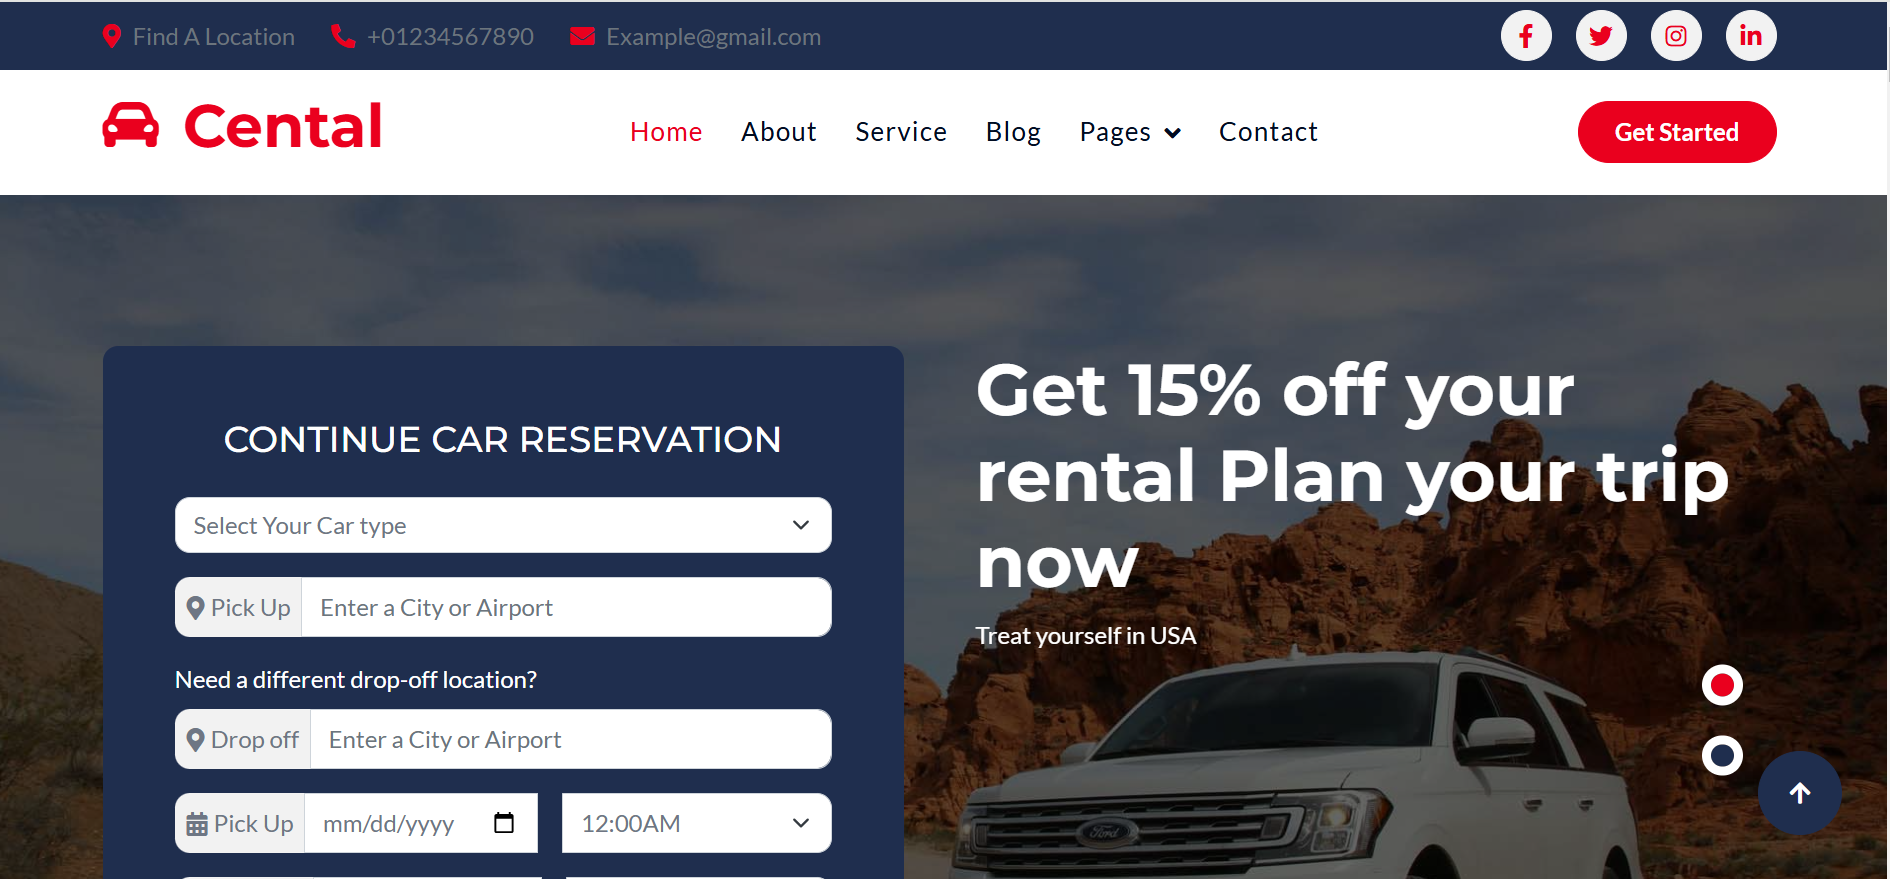 Find A Location +01234567890 Example@gmail.com
Cental Home About Service Blog Pages Contact Get Started
CONTINUE CAR RESERVATION
Select Your Car type
Pick Up Enter a City or Airport
Need a different drop-off location?
Drop off Enter a City or Airport
Pick Up mm/dd/yyyy 12:00AM
Get 15% off your
rental Plan your trip
now
Treat yourself in USA
Ford